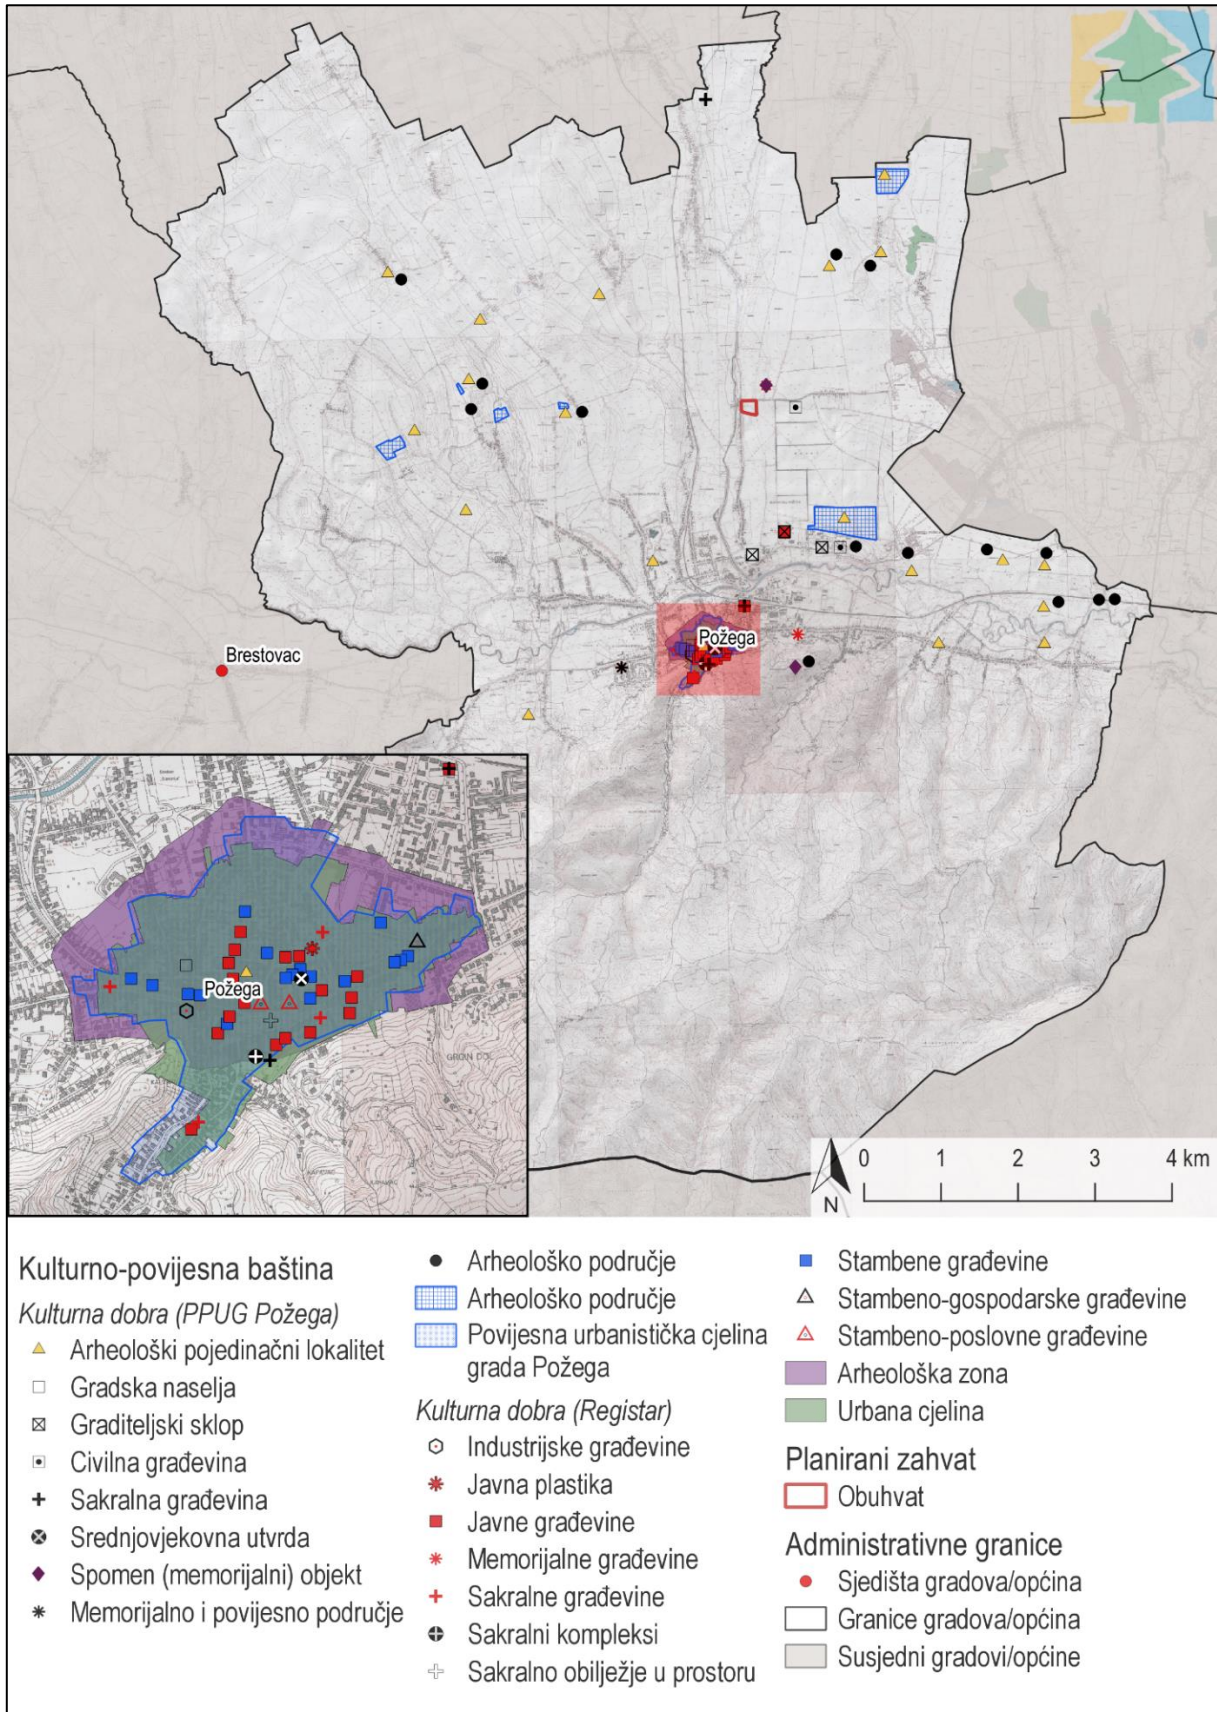 Brestovac
Požega
Požega
GROIN DOL
N
0 1 2 3 4 km
Kulturno-povijesna baština
Kulturna dobra (PPUG Požega)
Arheološki pojedinačni lokalitet
Gradska naselja
Graditeljski sklop
Civilna građevina
Sakralna građevina
Srednjovjekovna utvrda
Spomen (memorijalni) objekt
Memorijalno i povijesno područje
Arheološko područje
Arheološko područje
Povijesna urbanistička cjelina
grada Požega
Kulturna dobra (Registar)
Industrijske građevine
Javna plastika
Javne građevine
Memorijalne građevine
Sakralne građevine
Sakralni kompleksi
Sakralno obilježje u prostoru
Stambene građevine
Stambeno-gospodarske građevine
Stambeno-poslovne građevine
Arheološka zona
Urbana cjelina
Planirani zahvat
Obuhvat
Administrativne granice
Sjedišta gradova/općina
Granice gradova/općina
Susjedni gradovi/općine